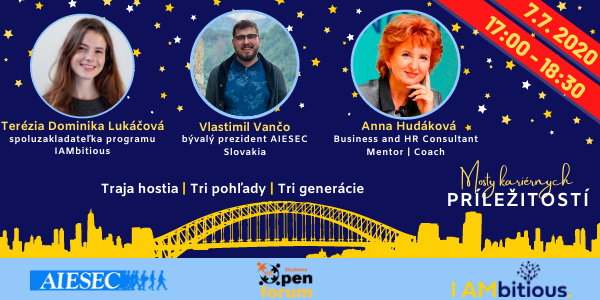 7.7. 2020
17:00 - 18:30
Terézia Dominika Lukáčová
spoluzakladateľka programu
IAMbitious
Vlastimil Vančo
bývalý prezident AIESEC
Slovakia
Anna Hudáková
Business and HR Consultant
Mentor | Coach
Traja hostia | Tri pohľady | Tri generácie
Mosty kariérnych
PRÍLEŽITOSTÍ
AIESEC
Studentské
Open
forum
I AMbitious